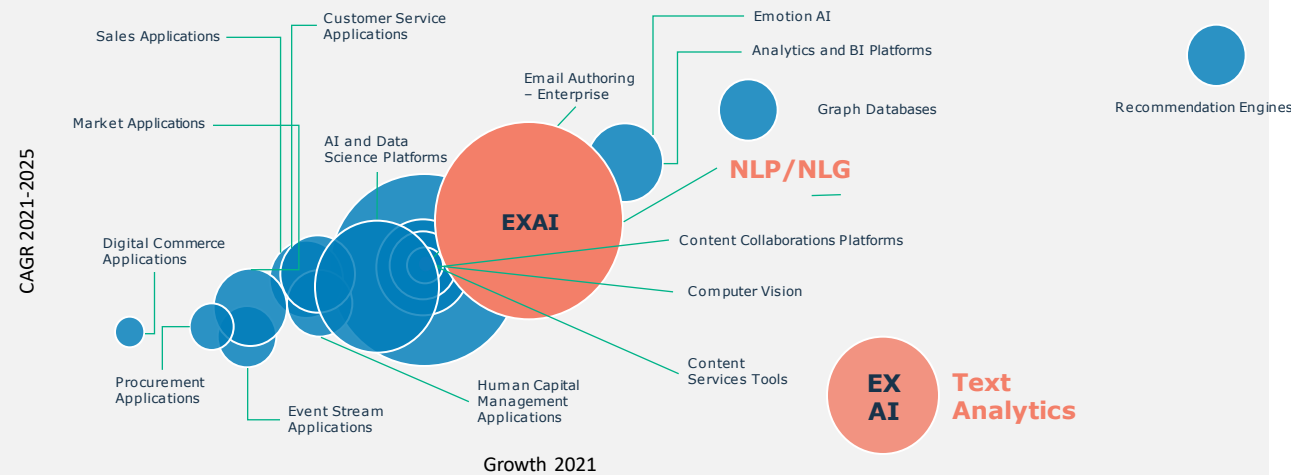 Customer Service
Applications
Emotion AI
Sales Applications
Analytics and BI Platforms
Email Authoring
– Enterprise
Graph Databases
Recommendation Engines
Market Applications
AI and Data
Science Platforms
NLP/NLG
CAGR 2021-2025
EXAI
Digital Commerce
Applications
Content Collaborations Platforms
Computer Vision
Content
Services Tools
Procurement
Applications
Human Capital
Management
Applications
Event Stream
Applications
EX
AI
Text
Analytics
Growth 2021